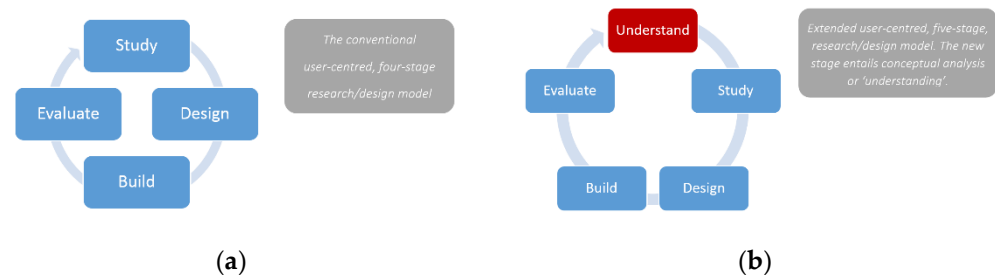 Study
Evaluate
Design
Build
The conventional
user-centred, four-stage
research/design model
(a)
Understand
Evaluate
Study
Build
Design
Extended user-centred, five-stage,
research/design model. The new
stage entails conceptual analysis
or ‘understanding’.
(b)